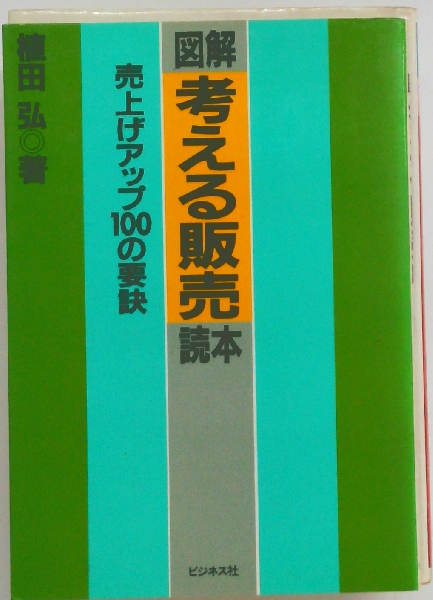 図解
考える販売
読本
売上げアップ100の要訣
植田 弘◎著
ビジネス社